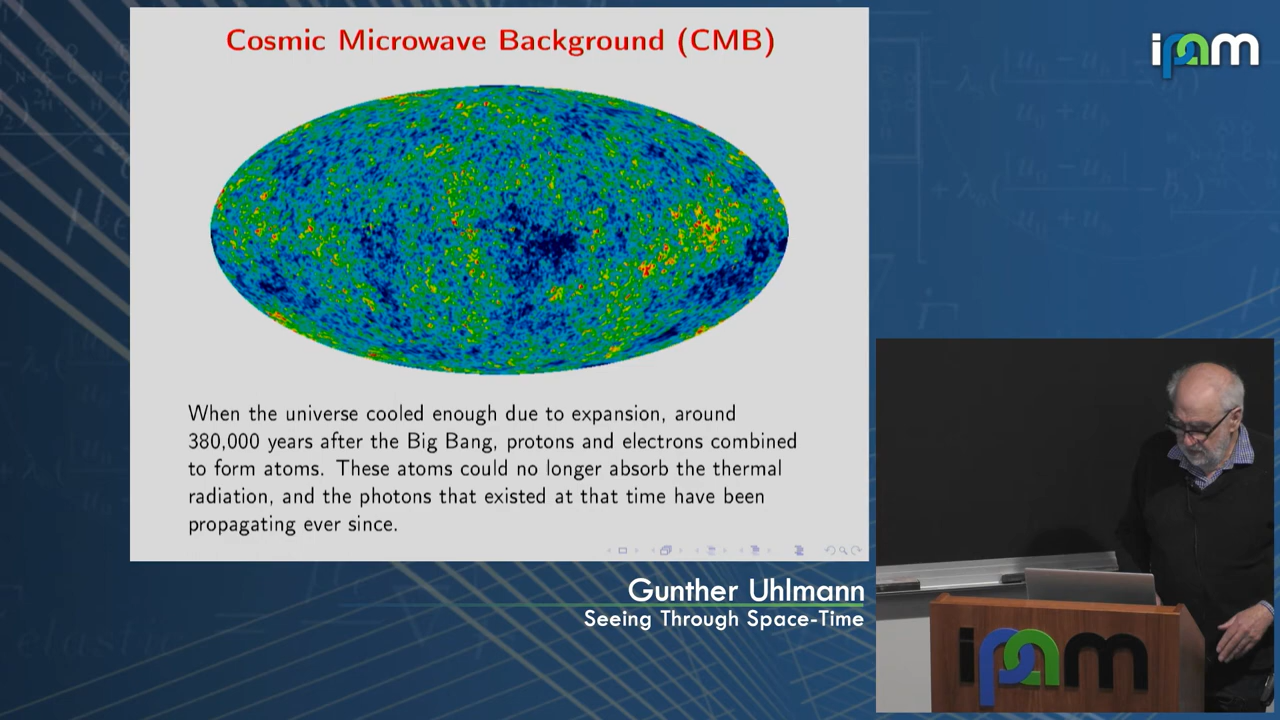 Cosmic Microwave Background (CMB)
ipam
When the universe cooled enough due to expansion, around
380,000 years after the Big Bang, protons and electrons combined
to form atoms. These atoms could no longer absorb the thermal
radiation, and the photons that existed at that time have been
propagating ever since.
Gunther Uhlmann
Seeing Through Space-Time
ipam
elastic